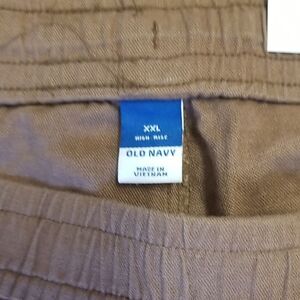 XXL
HIGH-RISE
OLD NAVY
MADE IN
VIETNAM